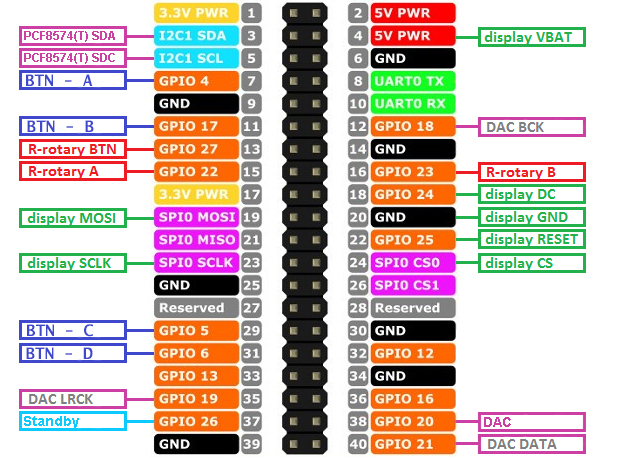 3.3V PWR 1 2 5V PWR
PCF8574(T) SDA I2C1 SDA 3 4 5V PWR display VBAT
PCF8574(T) SDC I2C1 SCL 5 6 GND
BTN - A GPIO 4 7 8 UART0 TX
GND 9 10 UART0 RX
BTN - B GPIO 17 11 12 GPIO 18 DAC BCK
R-rotary BTN GPIO 27 13 14 GND
R-rotary A GPIO 22 15 16 GPIO 23 R-rotary B
3.3V PWR 17 18 GPIO 24 display DC
display MOSI SPI0 MOSI 19 20 GND display GND
SPI0 MISO 21 22 GPIO 25 display RESET
display SCLK SPI0 SCLK 23 24 SPI0 CS0 display CS
GND 25 26 SPI0 CS1
Reserved 27 28 Reserved
BTN - C GPIO 5 29 30 GND
BTN - D GPIO 6 31 32 GPIO 12
GPIO 13 33 34 GND
DAC LRCK GPIO 19 35 36 GPIO 16
Standby GPIO 26 37 38 GPIO 20 DAC
GND 39 40 GPIO 21 DAC DATA